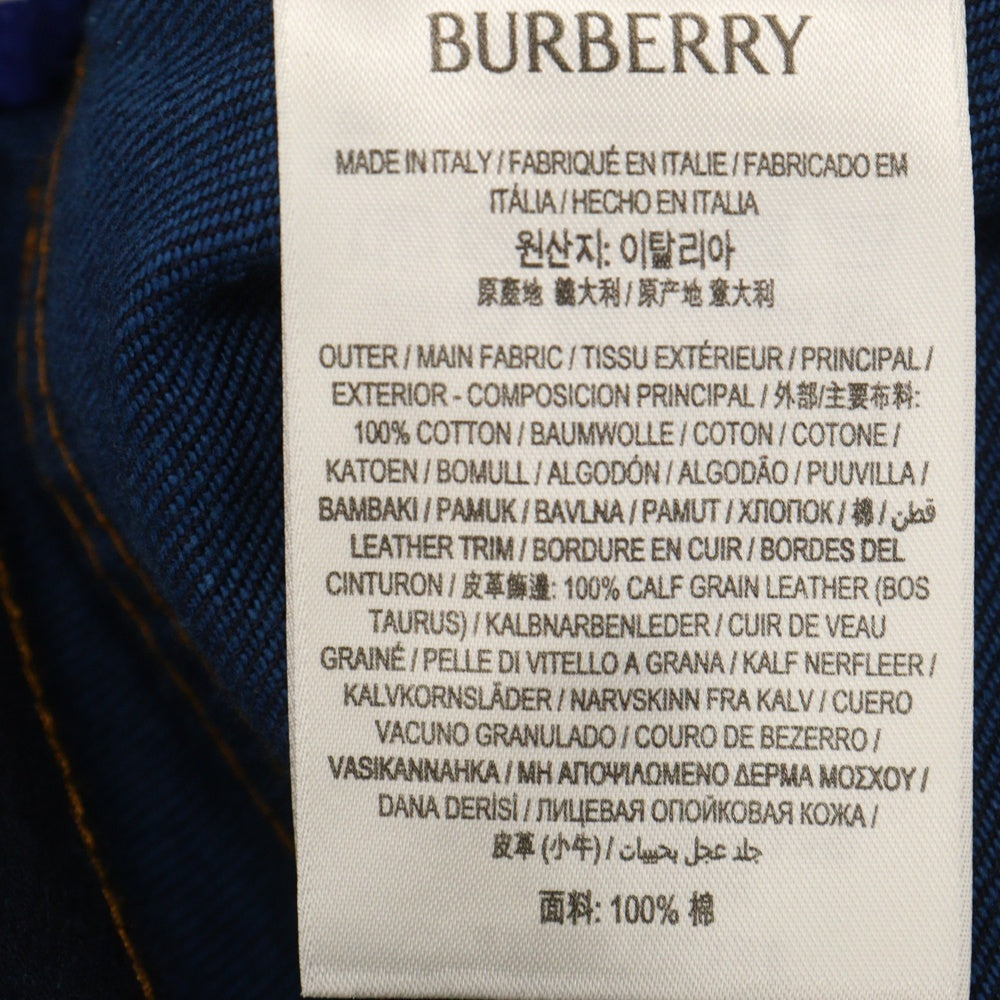 BURBERRY
MADE IN ITALY / FABRIQUÉ EN ITALIE / FABRICADO EM
ITÁLIA / HECHO EN ITALIA
원산지: 이탈리아
原產地 義大利 / 原产地 意大利
OUTER / MAIN FABRIC / TISSU EXTÉRIEUR / PRINCIPAL /
EXTERIOR - COMPOSICION PRINCIPAL / 外部/主要布料:
100% COTTON / BAUMWOLLE / COTON / COTONE /
KATOEN / BOMULL / ALGODÓN / ALGODÃO / PUUVILLA /
BAMBAKI / PAMUK / BAVLNA / PAMUT / ХЛОПОК / 棉 / قطن
LEATHER TRIM / BORDURE EN CUIR / BORDES DEL
CINTURON / 皮革飾邊: 100% CALF GRAIN LEATHER (BOS
TAURUS) / KALBNARBENLEDER / CUIR DE VEAU
GRAINÉ / PELLE DI VITELLO A GRANA / KALF NERFLEER /
KALVKORNSLÄDER / NARVSKINN FRA KALV / CUERO
VACUNO GRANULADO / COURO DE BEZERRO /
VASIKANNAHKA / ΜΗ ΑΠΟΨΙΛΩΜΕΝΟ ΔΕΡΜΑ ΜΟΣΧΟΥ /
DANA DERİSİ / ЛИЦЕВАЯ ОПОЙКОВАЯ КОЖА /
皮革 (小牛) / جلد عجل بحبيبات
面料: 100% 棉